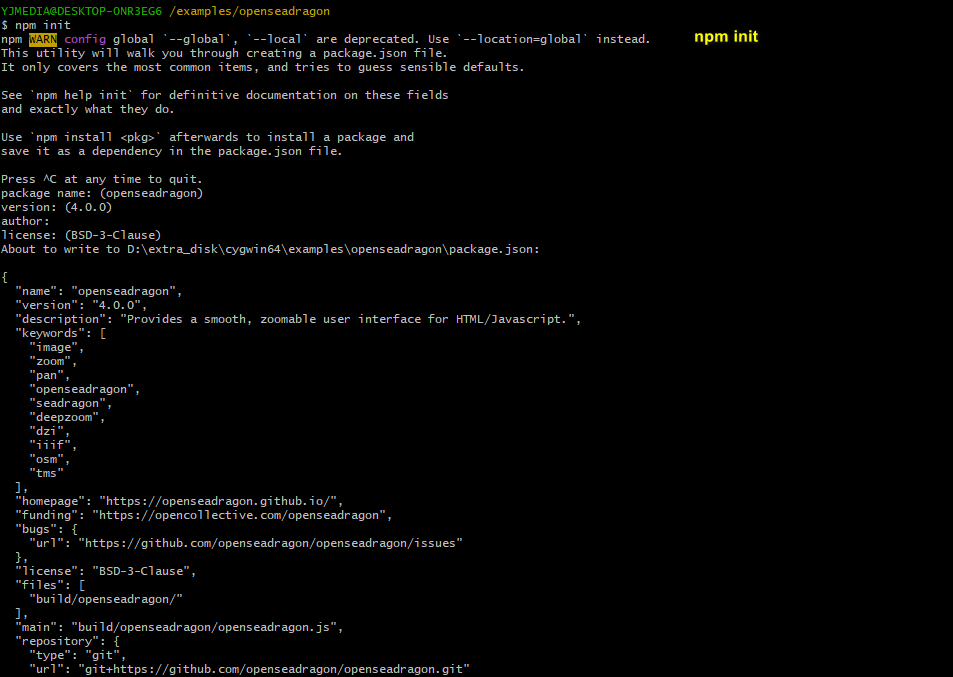 YJMEDIA@DESKTOP-ONR3EG6 /examples/openseadragon
$ npm init
npm WARN config global `--global`, `--local` are deprecated. Use `--location=global` instead.
npm init
This utility will walk you through creating a package.json file.
It only covers the most common items, and tries to guess sensible defaults.

See `npm help init` for definitive documentation on these fields
and exactly what they do.

Use `npm install <pkg>` afterwards to install a package and
save it as a dependency in the package.json file.

Press ^C at any time to quit.
package name: (openseadragon)
version: (4.0.0)
author:
license: (BSD-3-Clause)
About to write to D:\extra_disk\cygwin64\examples\openseadragon\package.json:

{
  "name": "openseadragon",
  "version": "4.0.0",
  "description": "Provides a smooth, zoomable user interface for HTML/Javascript.",
  "keywords": [
    "image",
    "zoom",
    "pan",
    "openseadragon",
    "seadragon",
    "deepzoom",
    "dzi",
    "iiif",
    "osm",
    "tms"
  ],
  "homepage": "https://openseadragon.github.io/",
  "funding": "https://opencollective.com/openseadragon",
  "bugs": {
    "url": "https://github.com/openseadragon/openseadragon/issues"
  },
  "license": "BSD-3-Clause",
  "files": [
    "build/openseadragon/"
  ],
  "main": "build/openseadragon/openseadragon.js",
  "repository": {
    "type": "git",
    "url": "git+https://github.com/openseadragon/openseadragon.git"